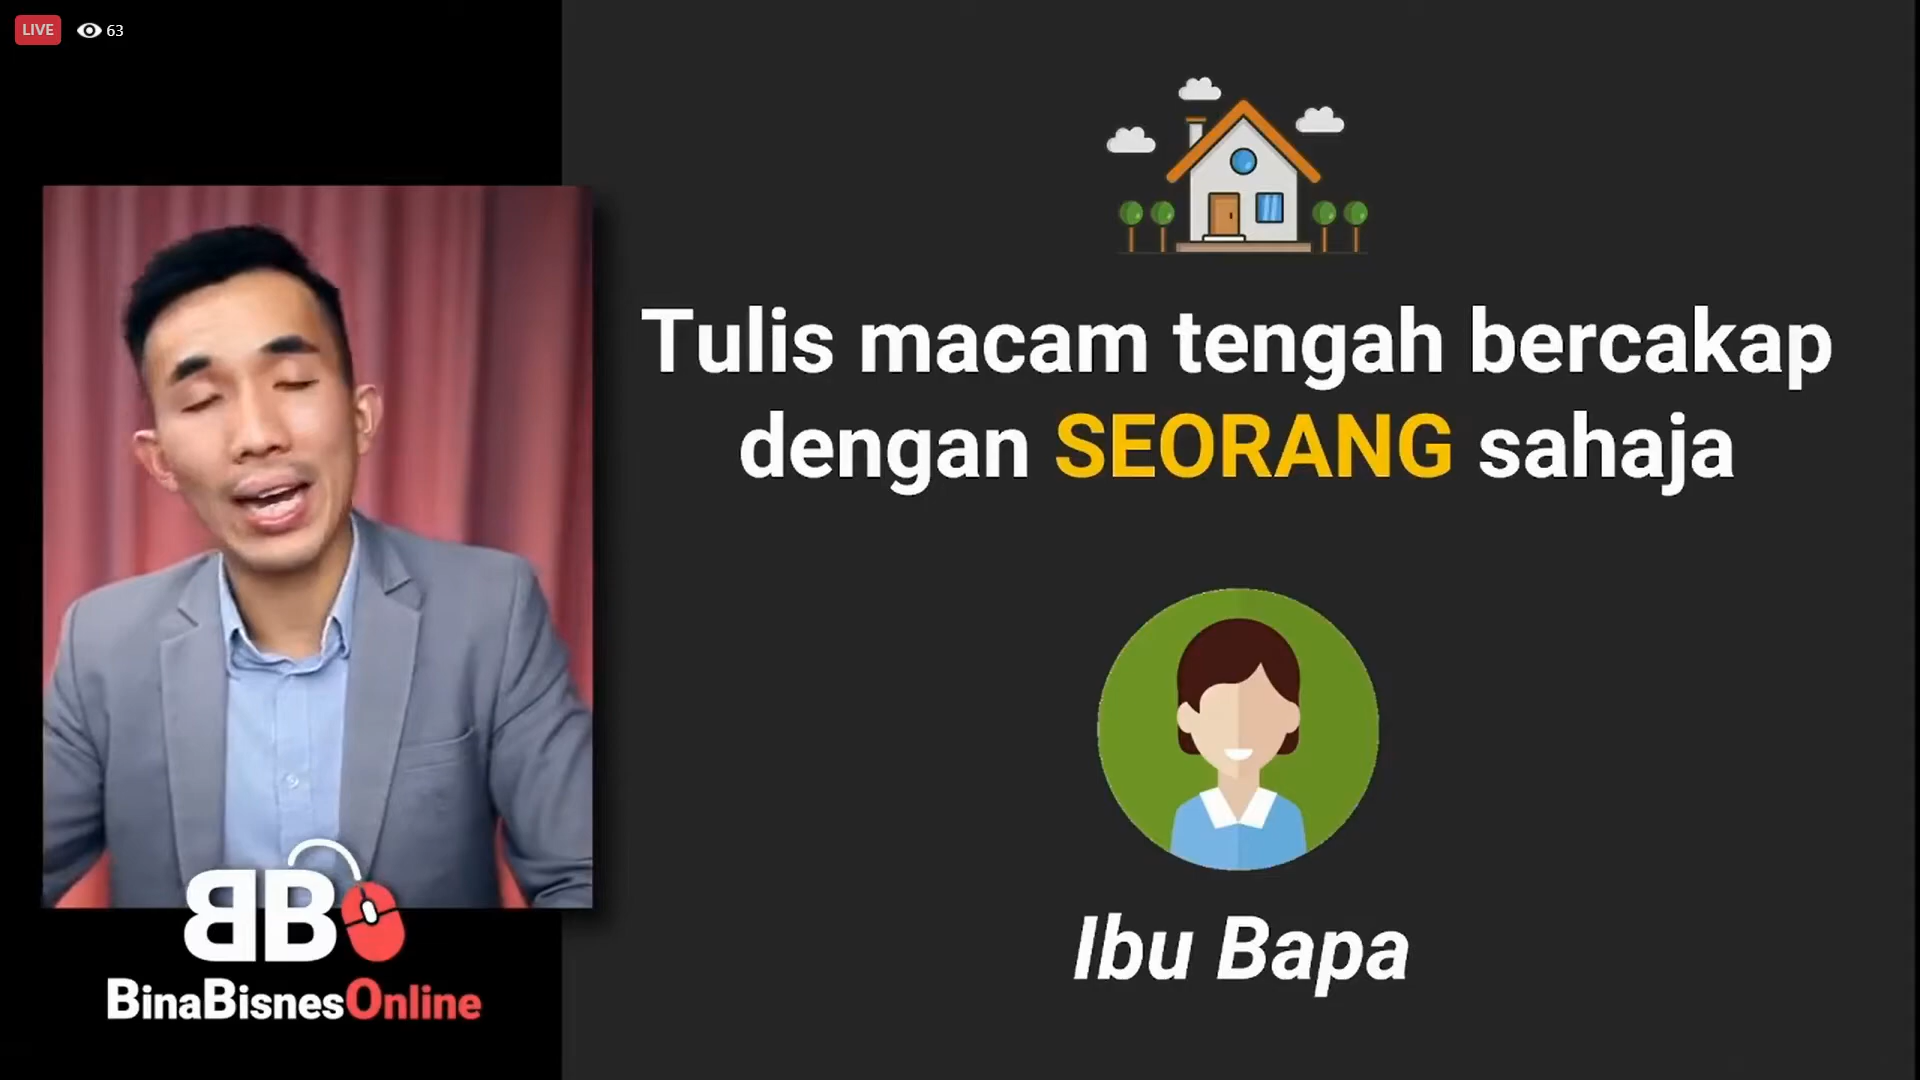 LIVE 63
Tulis macam tengah bercakap
dengan SEORANG sahaja
Ibu Bapa
BB
BinaBisnesOnline